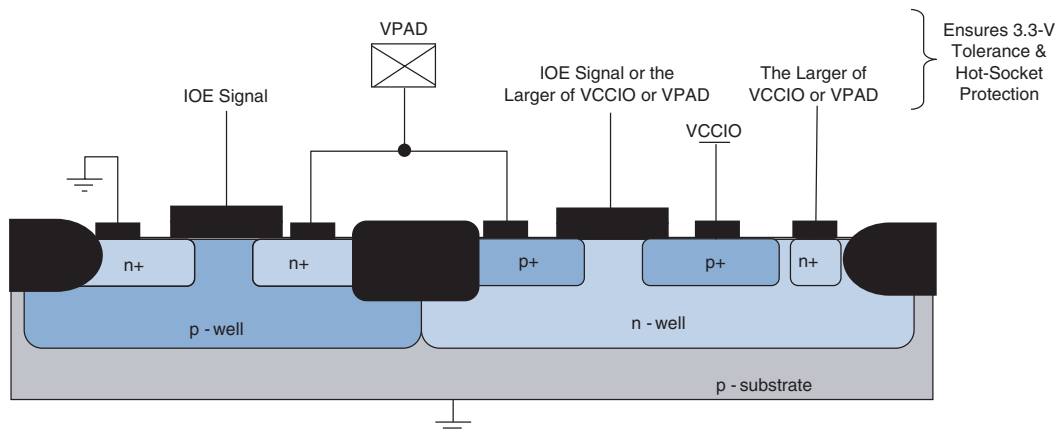 VPAD
Ensures 3.3-V
Tolerance &
Hot-Socket
Protection
IOE Signal
IOE Signal or the
Larger of VCCIO or VPAD
The Larger of
VCCIO or VPAD
VCCIO
n+
n+
p+
p+
n+
p - well
n - well
p - substrate